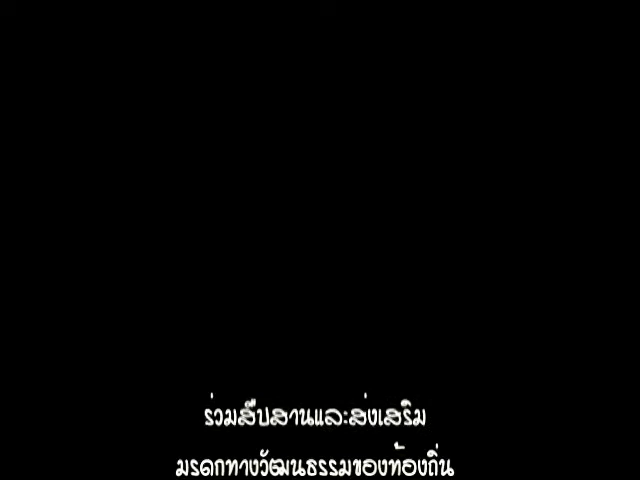 ร่วมสืบสานและส่งเสริม
มรดกทางวัฒนธรรมของท้องถิ่น